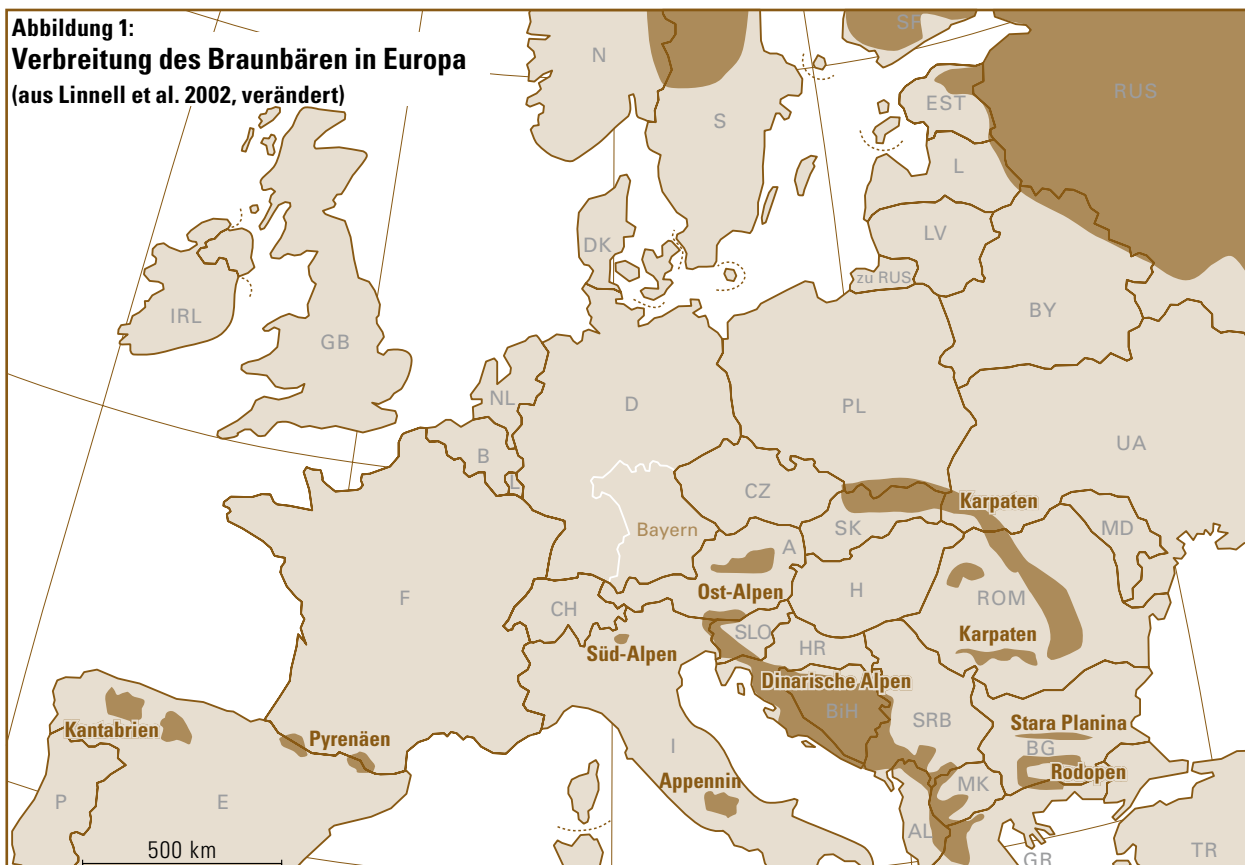 Abbildung 1:
Verbreitung des Braunbären in Europa
(aus Linnell et al. 2002, verändert)
N
SF
S
RUS
EST
L
DK
LV
zu RUS
IRL
GB
BY
NL
D
PL
B
L
UA
CZ
Karpaten
Bayern
SK
MD
A
Ost-Alpen
F
CH
H
ROM
SLO
HR
Karpaten
Süd-Alpen
Dinarische Alpen
BiH
SRB
Stara Planina
Kantabrien
Pyrenäen
I
BG
Rodopen
Appennin
MK
P
E
AL
500 km
GR
TR